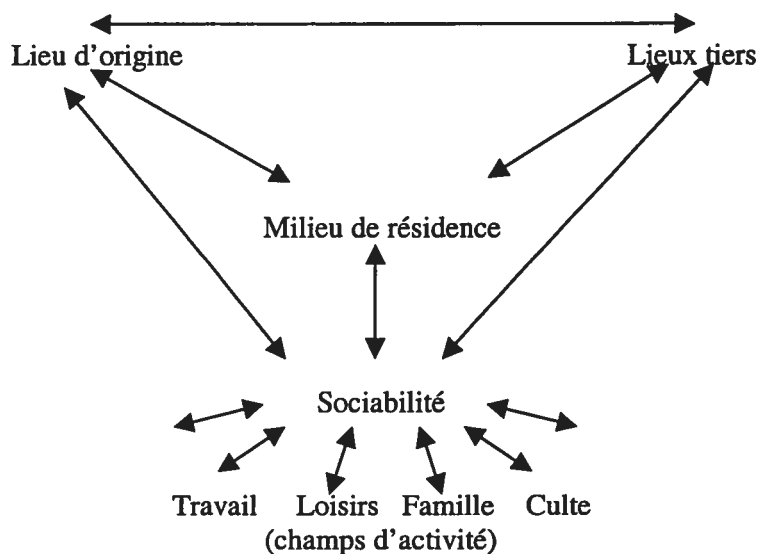 Lieu d'origine Lieux tiers
Milieu de résidence
Sociabilité
Travail Loisirs Famille Culte
(champs d'activité)